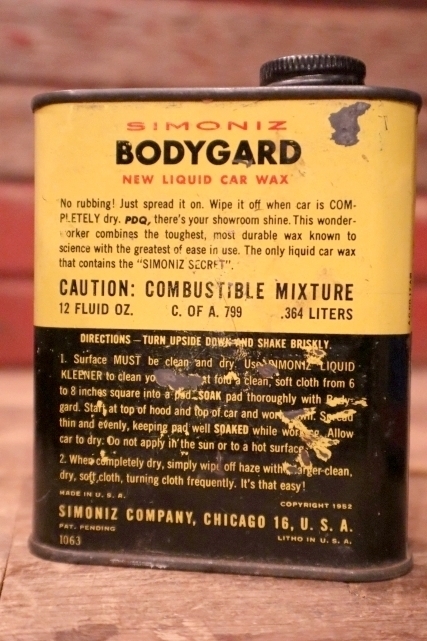 SIMONIZ
BODYGARD
NEW LIQUID CAR WAX
No rubbing! Just spread it on. Wipe it off when car is COM-
PLETELY dry. PDQ, there's your showroom shine. This wonder-
worker combines the toughest, most durable wax known to
science with the greatest of ease in use. The only liquid car wax
that contains the "SIMONIZ SECRET".
CAUTION: COMBUSTIBLE MIXTURE
12 FLUID OZ. C. OF A. 799 .364 LITERS
DIRECTIONS — TURN UPSIDE DOWN AND SHAKE BRISKLY.
1. Surface MUST be clean and dry. Use SIMONIZ LIQUID
KLEENER to clean fold a clean, soft cloth from 6
to 8 inches square into a pad. SOAK pad thoroughly with Body-
gard. Start at top of hood and top of car and Spread
thin and evenly, keeping pad well SOAKED while working. Allow
car to dry. Do not apply in the sun or to a hot surface.
2. When completely dry, simply wipe off haze with larger clean,
dry, soft cloth, turning cloth frequently. It's that easy!
MADE IN U. S. A. COPYRIGHT 1952
SIMONIZ COMPANY, CHICAGO 16, U. S. A.
PAT. PENDING LITHO IN U. S. A.
1063